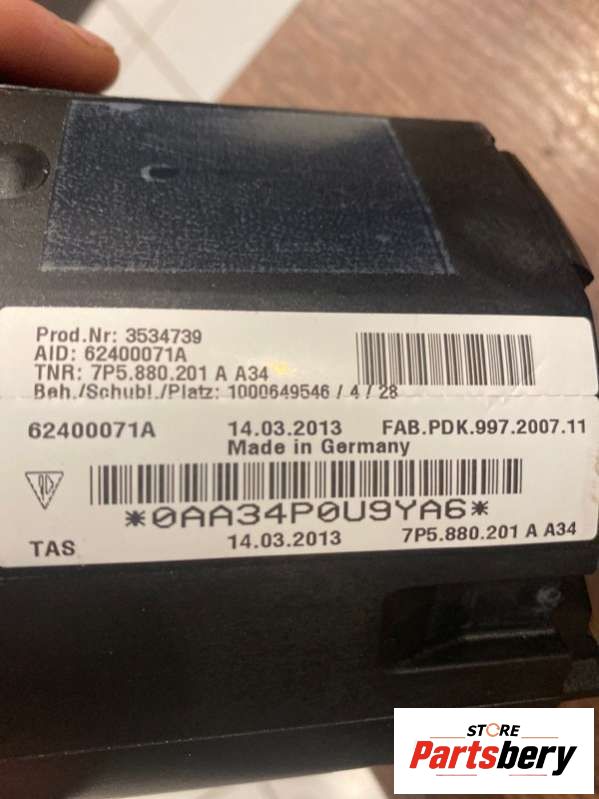 Prod.Nr: 3534739
AID: 62400071A
TNR: 7P5.880.201 A A34
Beh./Schubl./Platz: 1000649546 / 4 / 28
62400071A 14.03.2013 FAB.PDK.997.2007.11
Made in Germany
*0AA34P0U9YA6*
TAS 14.03.2013 7P5.880.201 A A34
STORE
Partsbery